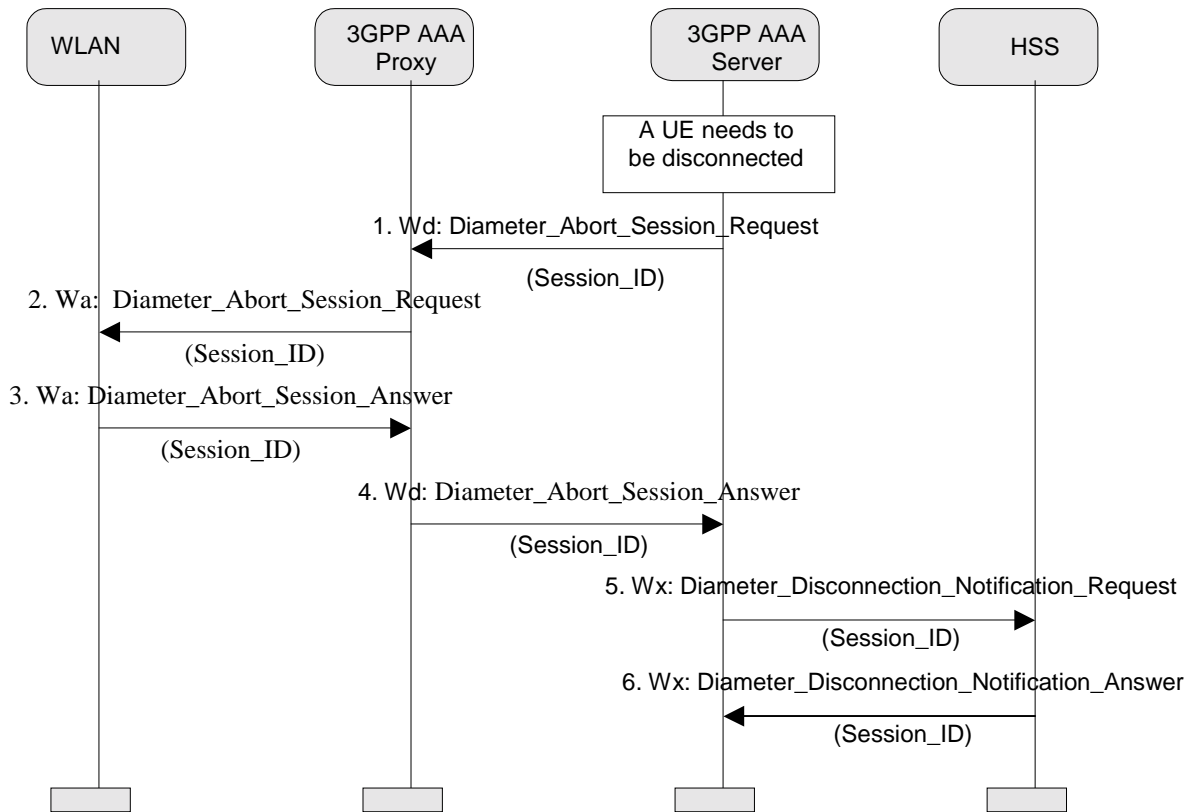 WLAN
3GPP AAA
Proxy
3GPP AAA
Server
HSS
A UE needs to
be disconnected
1. Wd: Diameter_Abort_Session_Request
(Session_ID)
2. Wa: Diameter_Abort_Session_Request
(Session_ID)
3. Wa: Diameter_Abort_Session_Answer
(Session_ID)
4. Wd: Diameter_Abort_Session_Answer
(Session_ID)
5. Wx: Diameter_Disconnection_Notification_Request
(Session_ID)
6. Wx: Diameter_Disconnection_Notification_Answer
(Session_ID)